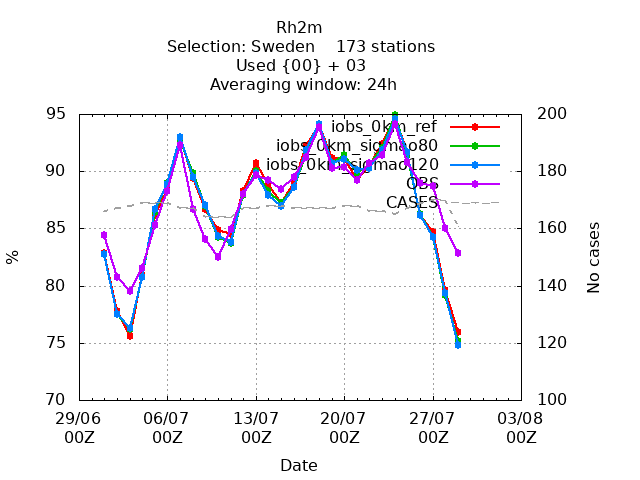 Rh2m
Selection: Sweden    173 stations
Used {00} + 03
Averaging window: 24h
95
90
85
80
75
70
%
200
180
160
140
120
100
No cases
iobs_0km_ref
iobs_0km_sigmao80
iobs_0km_sigmao120
OBS
CASES
29/06 06/07 13/07 20/07 27/07 03/08
00Z 00Z 00Z 00Z 00Z 00Z
Date